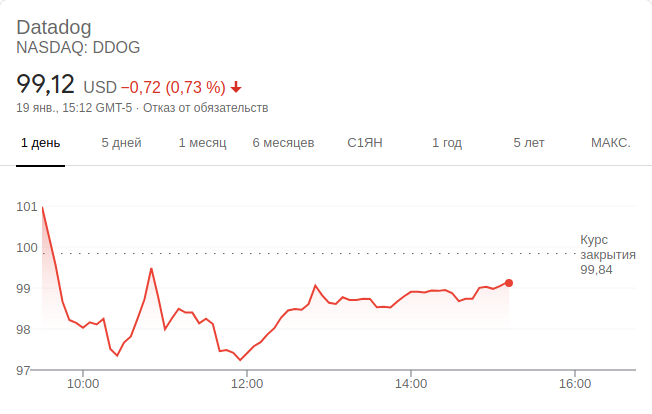 Datadog
NASDAQ: DDOG
99,12 USD −0,72 (0,73 %)
19 янв., 15:12 GMT-5 · Отказ от обязательств
1 день 5 дней 1 месяц 6 месяцев С1ЯН 1 год 5 лет МАКС.
101
Курс
100
закрытия
99,84
99
98
97
10:00 12:00 14:00 16:00